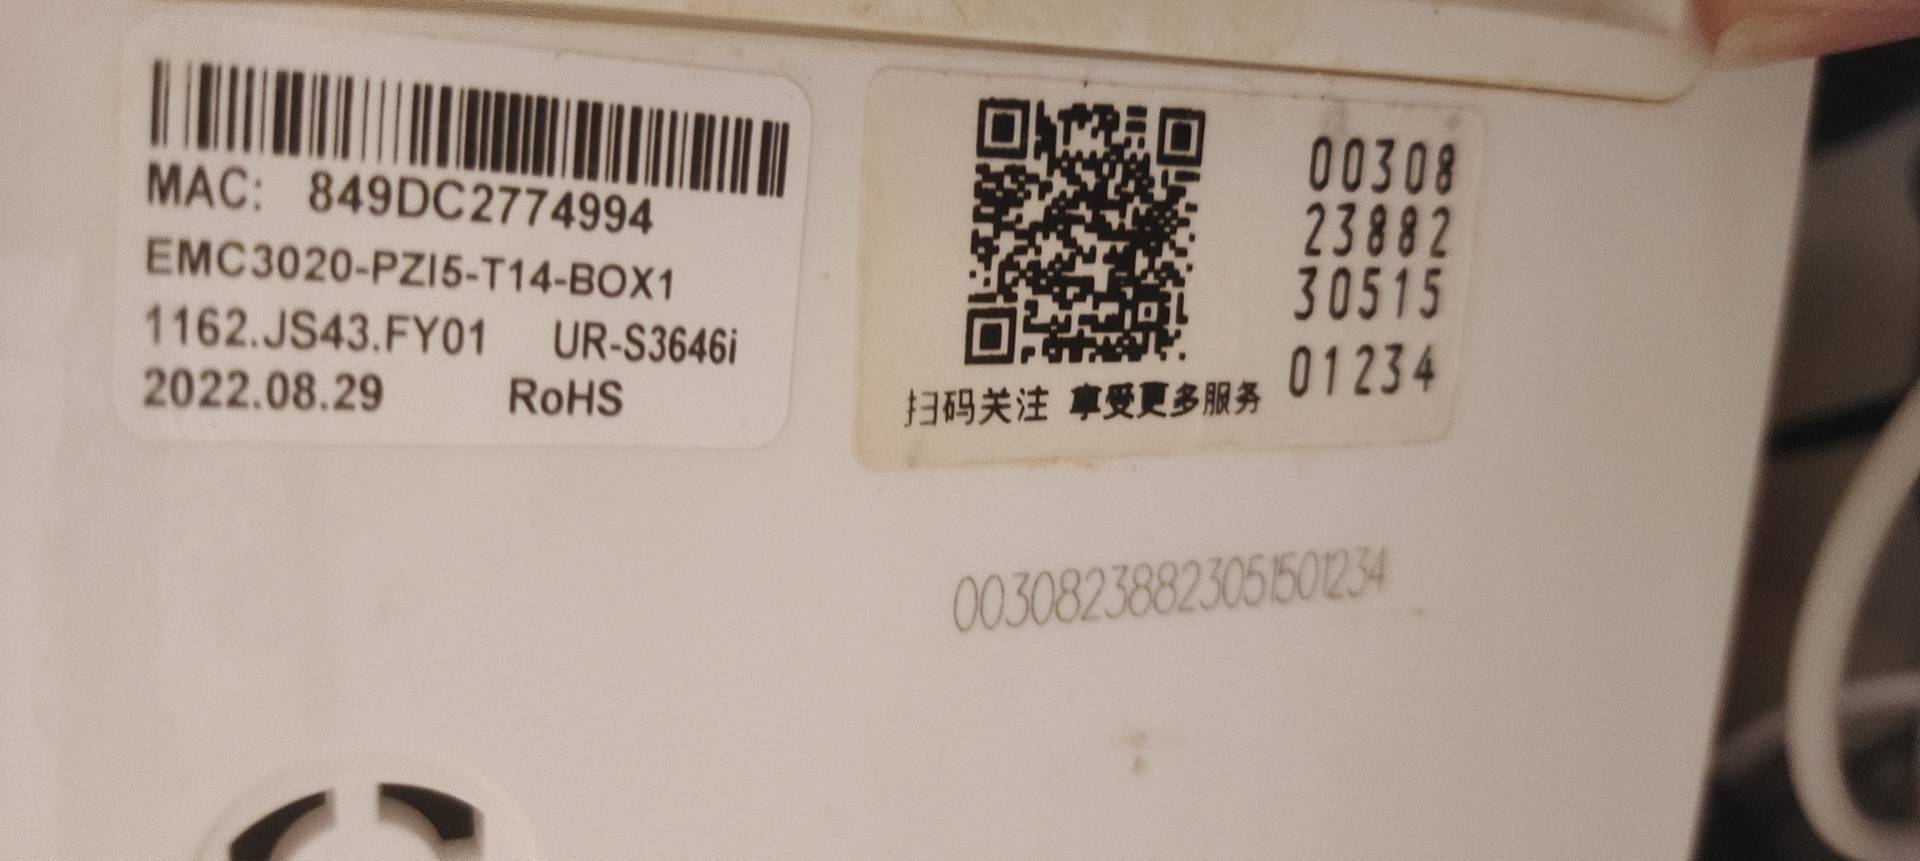 MAC: 849DC2774994
EMC3020-PZI5-T14-BOX1
1162.JS43.FY01 UR-S3646i
2022.08.29 RoHS
00308
23882
30515
01234
扫码关注 享受更多服务
00308238823051501234